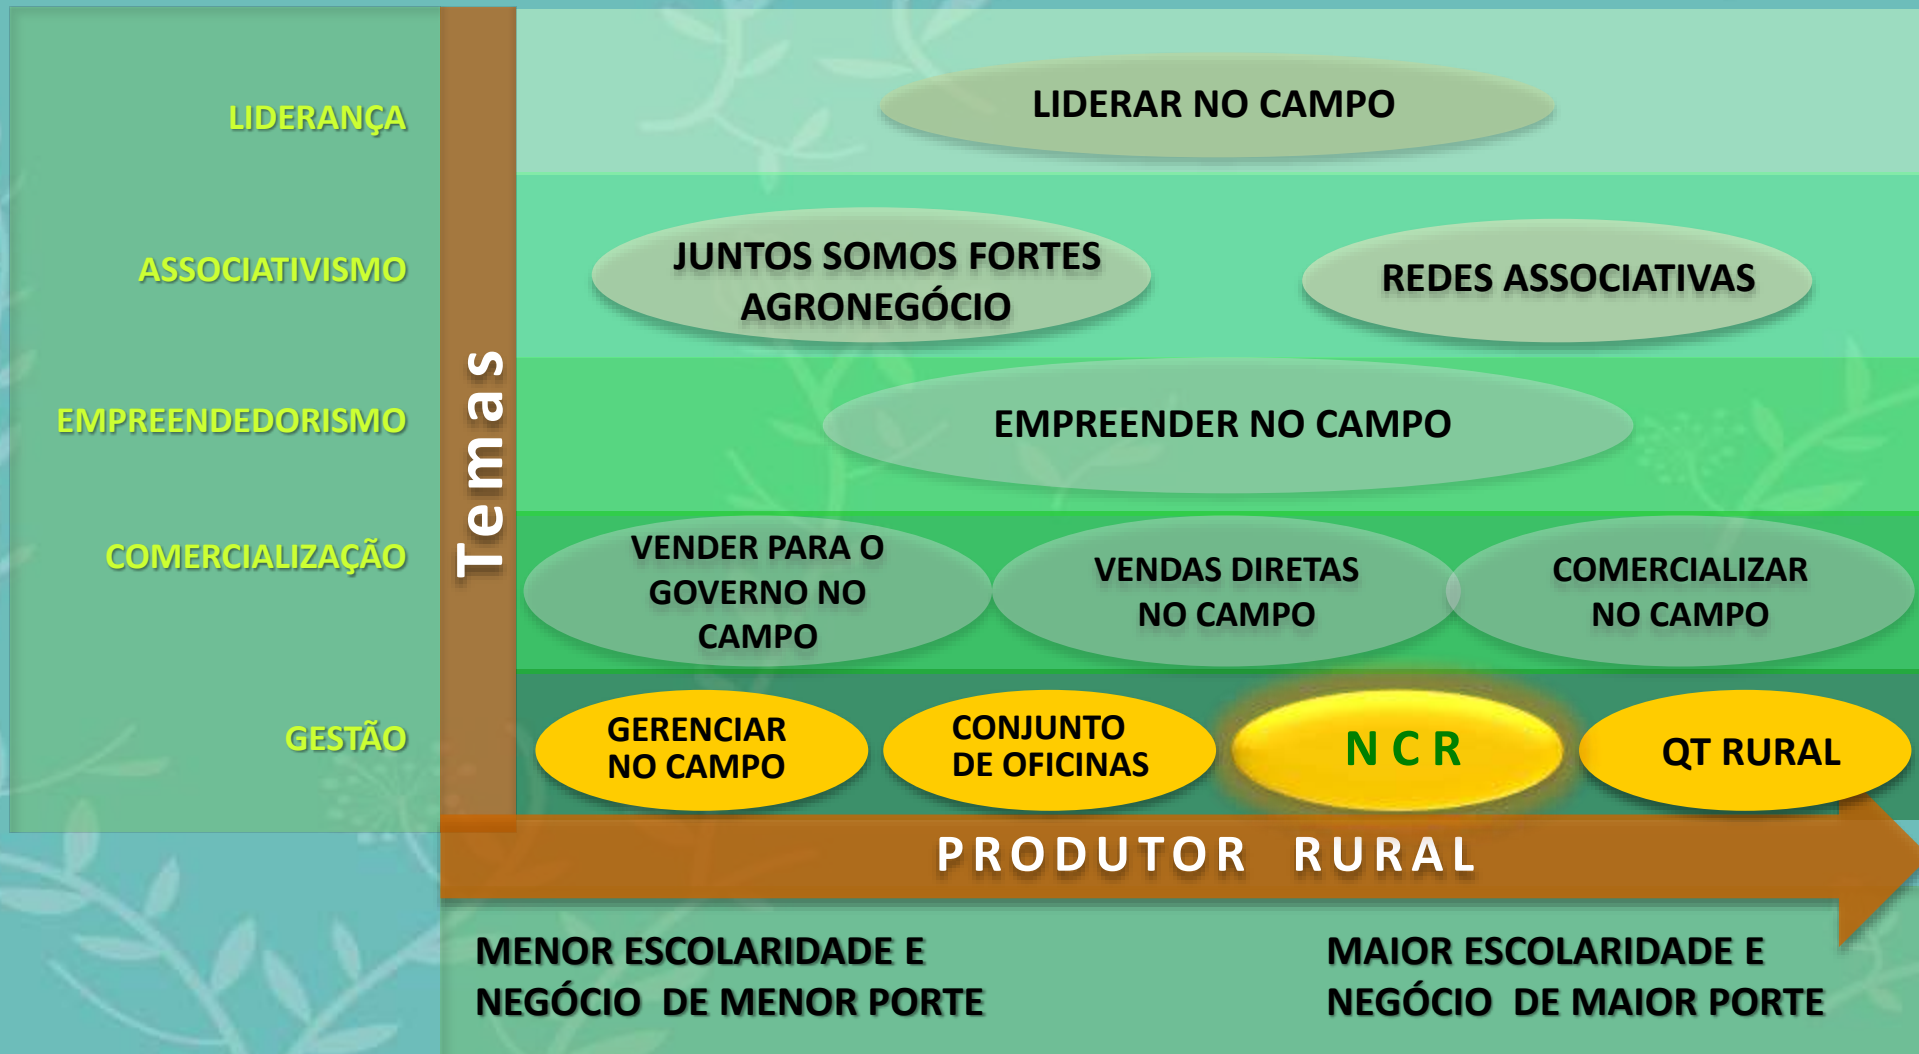 LIDERANÇA
LIDERAR NO CAMPO
ASSOCIATIVISMO
JUNTOS SOMOS FORTES
AGRONEGÓCIO
REDES ASSOCIATIVAS
Temas
EMPREENDEDORISMO
EMPREENDER NO CAMPO
COMERCIALIZAÇÃO
VENDER PARA O
GOVERNO NO
CAMPO
VENDAS DIRETAS
NO CAMPO
COMERCIALIZAR
NO CAMPO
GESTÃO
GERENCIAR
NO CAMPO
CONJUNTO
DE OFICINAS
N C R
QT RURAL
PRODUTOR RURAL
MENOR ESCOLARIDADE E
NEGÓCIO DE MENOR PORTE
MAIOR ESCOLARIDADE E
NEGÓCIO DE MAIOR PORTE